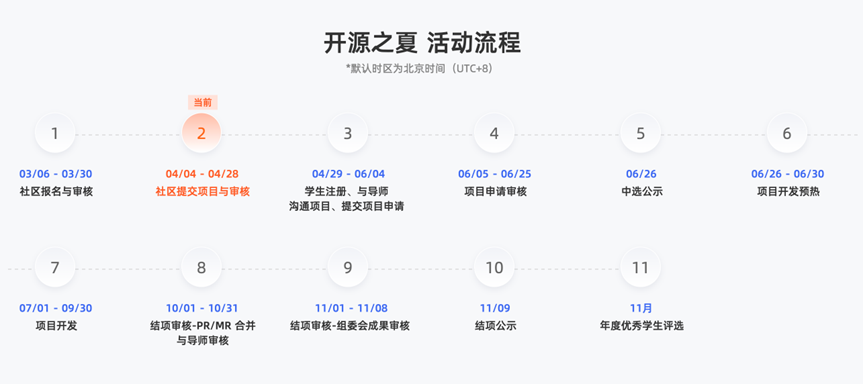 开源之夏 活动流程
*默认时区为北京时间（UTC+8）
当前
1
2
3
4
5
6
03/06 - 03/30
04/04 - 04/28
04/29 - 06/04
06/05 - 06/25
06/26
06/26 - 06/30
社区报名与审核
社区提交项目与审核
学生注册、与导师
沟通项目、提交项目申请
项目申请审核
中选公示
项目开发预热
7
8
9
10
11
07/01 - 09/30
10/01 - 10/31
11/01 - 11/08
11/09
11月
项目开发
结项审核-PR/MR 合并
与导师审核
结项审核-组委会成果审核
结项公示
年度优秀学生评选